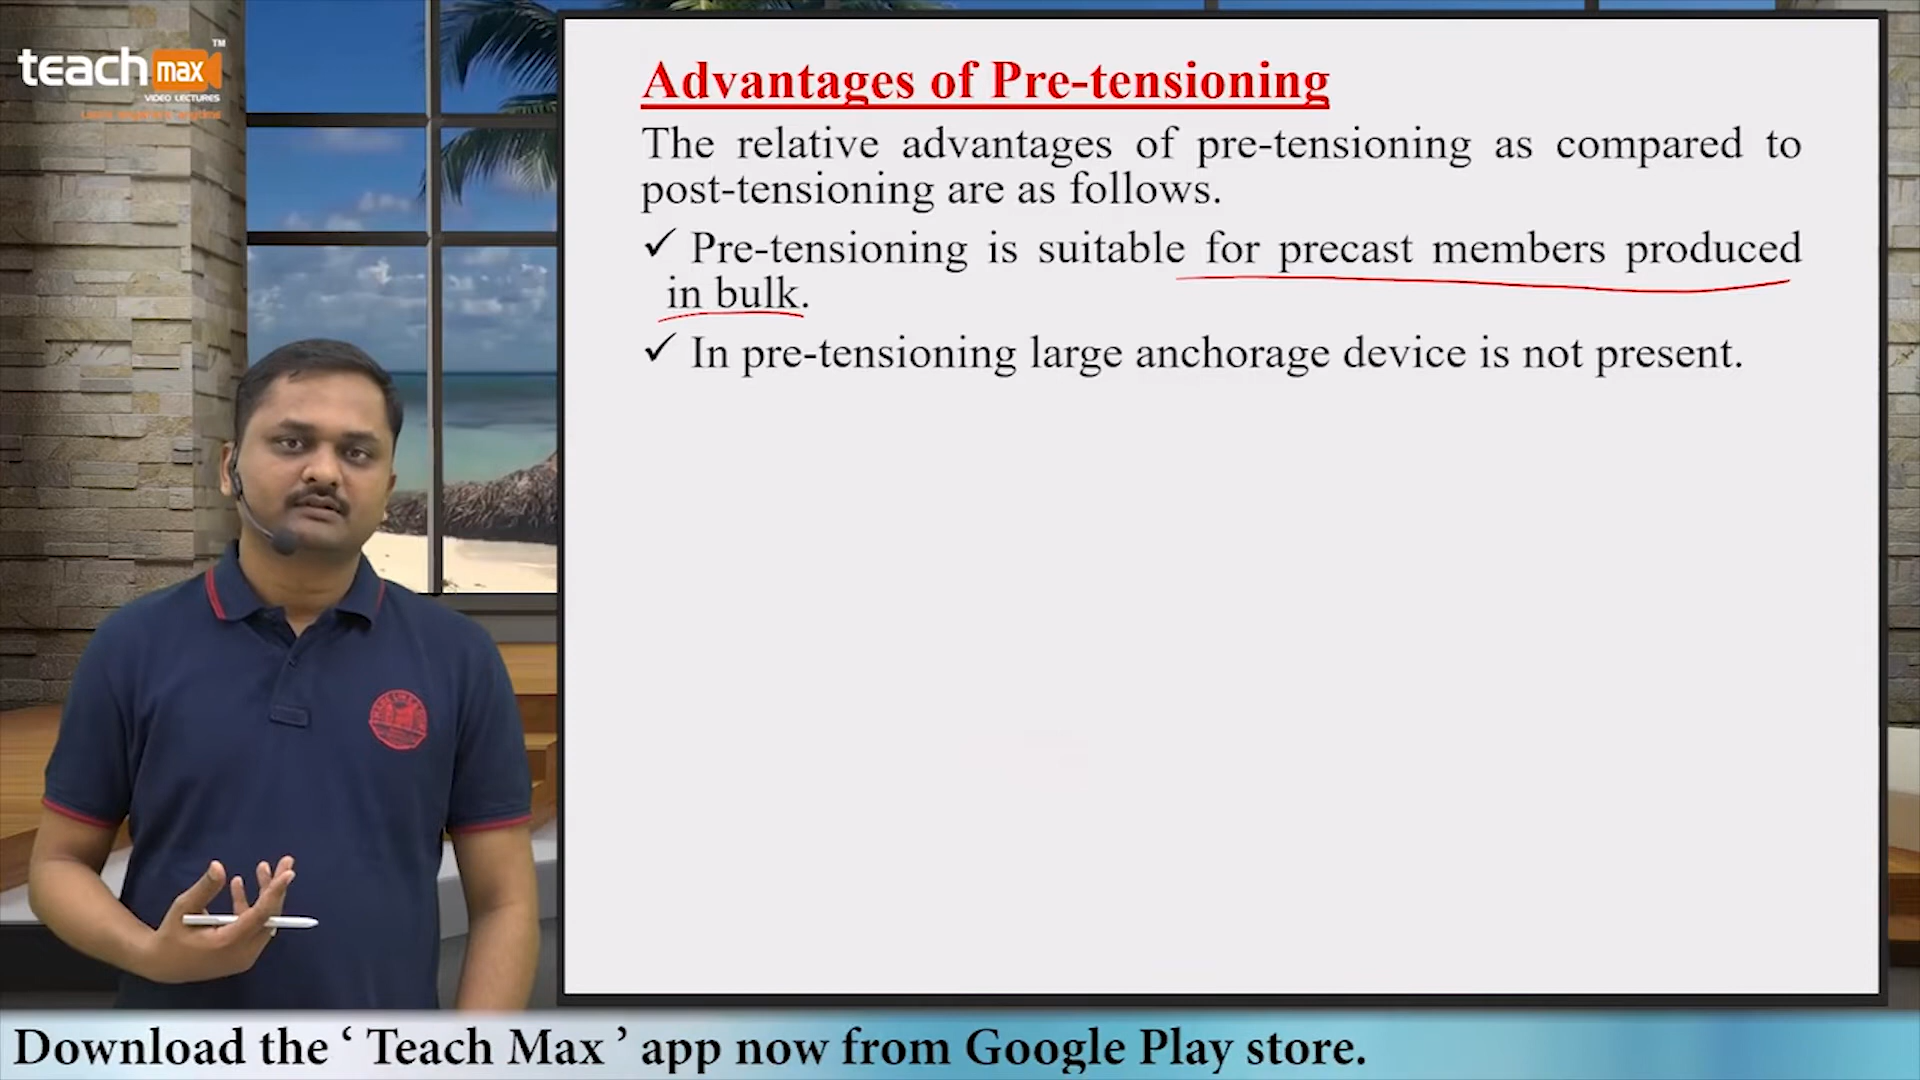 teach max TM
VIDEO LECTURES
Advantages of Pre-tensioning
The relative advantages of pre-tensioning as compared to
post-tensioning are as follows.
✓ Pre-tensioning is suitable for precast members produced
in bulk.
✓ In pre-tensioning large anchorage device is not present.
Download the ‘ Teach Max ’ app now from Google Play store.